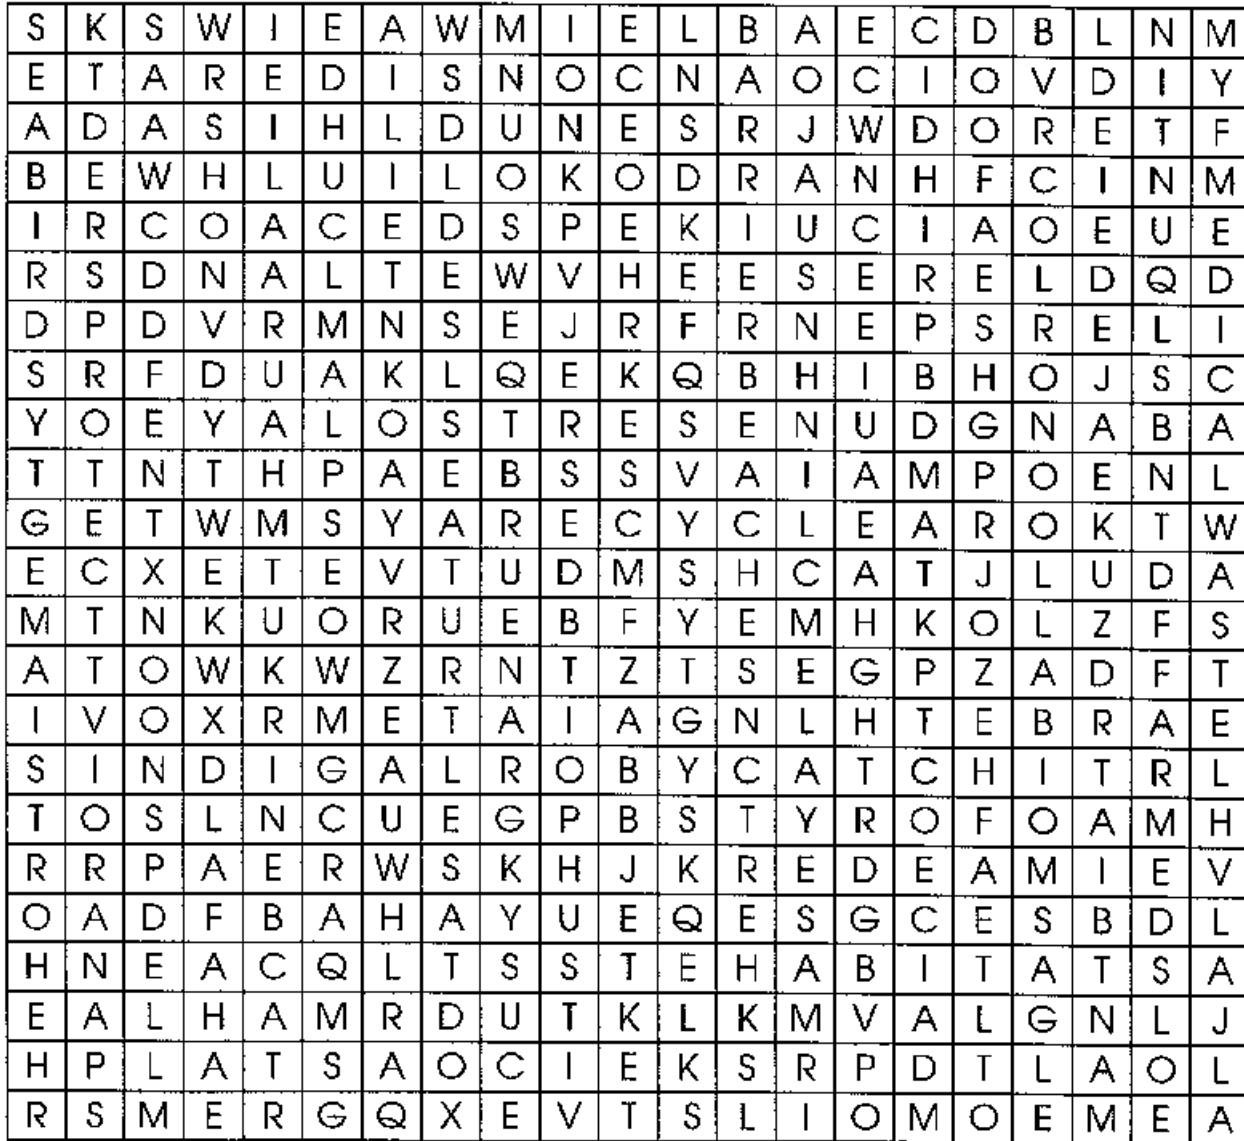 S K S W I E A W M I E L B A E C D B L N M
E T A R E D I S N O C N A O C I O V D I Y
A D A S I H L D U N E S R J W D O R E T F
B E W H L U I L O K O D R A N H F C I N M
I R C O A C E D S P E K I U C I A O E U E
R S D N A L T E W V H E E S E R E L D Q D
D P D V R M N S E J R F R N E P S R E L I
S R F D U A K L Q E K Q B H I B H O J S C
Y O E Y A L O S T R E S E N U D G N A B A
T T N T H P A E B S S V A I A M P O E N L
G E T W M S Y A R E C Y C L E A R O K T W
E C X E T E V T U D M S H C A T J L U D A
M T N K U O R U E B F Y E M H K O L Z F S
A T O W K W Z R N T Z T S E G P Z A D F T
I V O X R M E T A I A G N L H T E B R A E
S I N D I G A L R O B Y C A T C H I T R L
T O S L N C U E G P B S T Y R O F O A M H
R R P A E R W S K H J K R E D E A M I E V
O A D F B A H A Y U E Q E S G C E S B D L
H N E A C Q L T S S T E H A B I T A T S A
E A L H A M R D U T K L K M V A L G N L J
H P L A T S A O C I E K S R P D T L A O L
R S M E R G Q X E V T S L I O M O E M E A